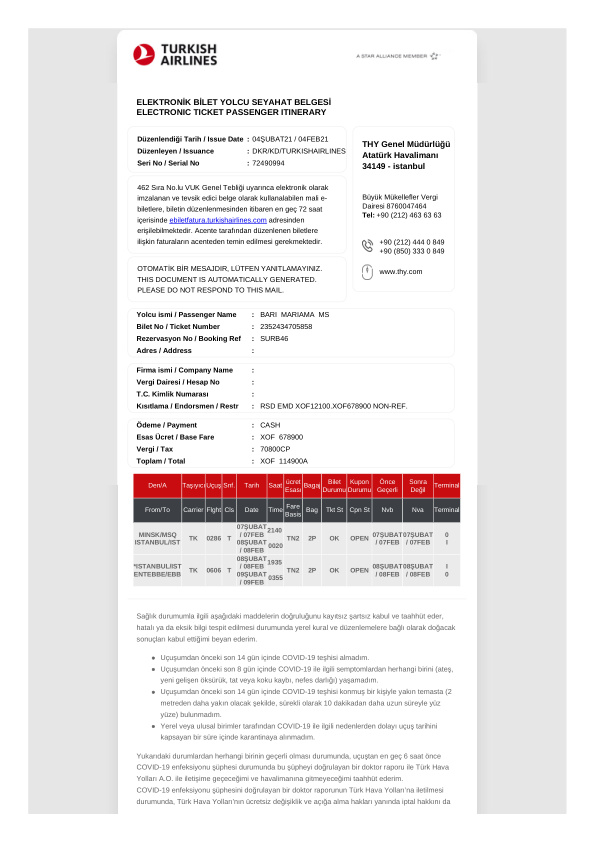 TURKISH
AIRLINES
A STAR ALLIANCE MEMBER
ELEKTRONİK BİLET YOLCU SEYAHAT BELGESİ
ELECTRONIC TICKET PASSENGER ITINERARY
Düzenlendiği Tarih / Issue Date : 04ŞUBAT21 / 04FEB21
Düzenleyen / Issuance : DKR/KD/TURKISHAIRLINES
Seri No / Serial No : 72490994
THY Genel Müdürlüğü
Atatürk Havalimanı
34149 - istanbul
Büyük Mükellefler Vergi
Dairesi 8760047464
Tel: +90 (212) 463 63 63
+90 (212) 444 0 849
+90 (850) 333 0 849
www.thy.com
462 Sıra No.lu VUK Genel Tebliği uyarınca elektronik olarak
imzalanan ve tevsik edici belge olarak kullanalabilen mali e-
biletlere, biletin düzenlenmesinden itibaren en geç 72 saat
içerisinde ebiletfatura.turkishairlines.com adresinden
erişilebilmektedir. Acente tarafından düzenlenen biletlere
ilişkin faturaların acenteden temin edilmesi gerekmektedir.
OTOMATİK BİR MESAJDIR, LÜTFEN YANITLAMAYINIZ.
THIS DOCUMENT IS AUTOMATICALLY GENERATED.
PLEASE DO NOT RESPOND TO THIS MAIL.
Yolcu ismi / Passenger Name : BARI MARIAMA MS
Bilet No / Ticket Number : 2352434705858
Rezervasyon No / Booking Ref : SURB46
Adres / Address :
Firma ismi / Company Name :
Vergi Dairesi / Hesap No :
T.C. Kimlik Numarası :
Kısıtlama / Endorsmen / Restr : RSD EMD XOF12100.XOF678900 NON-REF.
Ödeme / Payment : CASH
Esas Ücret / Base Fare : XOF 678900
Vergi / Tax : 70800CP
Toplam / Total : XOF 114900A
Den/A Taşıyıcı Uçuş Snf. Tarih Saat ücret Esası Bagaj Bilet Durumu Kupon Durumu Önce Geçerli Sonra Değil Terminal
From/To Carrier Flght Cls Date Time Fare Basis Bag Tkt St Cpn St Nvb Nva Terminal
MINSK/MSQ ISTANBUL/IST TK 0286 T 07ŞUBAT / 07FEB 08ŞUBAT / 08FEB 2140 0020 TN2 2P OK OPEN 07ŞUBAT / 07FEB 07ŞUBAT / 07FEB 0 I
*ISTANBUL/IST ENTEBBE/EBB TK 0606 T 08ŞUBAT / 08FEB 09ŞUBAT / 09FEB 1935 0355 TN2 2P OK OPEN 08ŞUBAT / 08FEB 08ŞUBAT / 08FEB I 0
Sağlık durumumla ilgili aşağıdaki maddelerin doğruluğunu kayıtsız şartsız kabul ve taahhüt eder,
hatalı ya da eksik bilgi tespit edilmesi durumunda yerel kural ve düzenlemelere bağlı olarak doğacak
sonuçları kabul ettiğimi beyan ederim.
● Uçuşumdan önceki son 14 gün içinde COVID-19 teşhisi almadım.
● Uçuşumdan önceki son 8 gün içinde COVID-19 ile ilgili semptomlardan herhangi birini (ateş,
yeni gelişen öksürük, tat veya koku kaybı, nefes darlığı) yaşamadım.
● Uçuşumdan önceki son 14 gün içinde COVID-19 teşhisi konmuş bir kişiyle yakın temasta (2
metreden daha yakın olacak şekilde, sürekli olarak 10 dakikadan daha uzun süreyle yüz
yüze) bulunmadım.
● Yerel veya ulusal birimler tarafından COVID-19 ile ilgili nedenlerden dolayı uçuş tarihini
kapsayan bir süre içinde karantinaya alınmadım.
Yukarıdaki durumlardan herhangi birinin geçerli olması durumunda, uçuştan en geç 6 saat önce
COVID-19 enfeksiyonu şüphesi durumunda bu şüpheyi doğrulayan bir doktor raporu ile Türk Hava
Yolları A.O. ile iletişime geçeceğimi ve havalimanına gitmeyeceğimi taahhüt ederim.
COVID-19 enfeksiyonu şüphesini doğrulayan bir doktor raporunun Türk Hava Yolları'na iletilmesi
durumunda, Türk Hava Yolları'nın ücretsiz değişiklik ve açığa alma hakları yanında iptal hakkını da